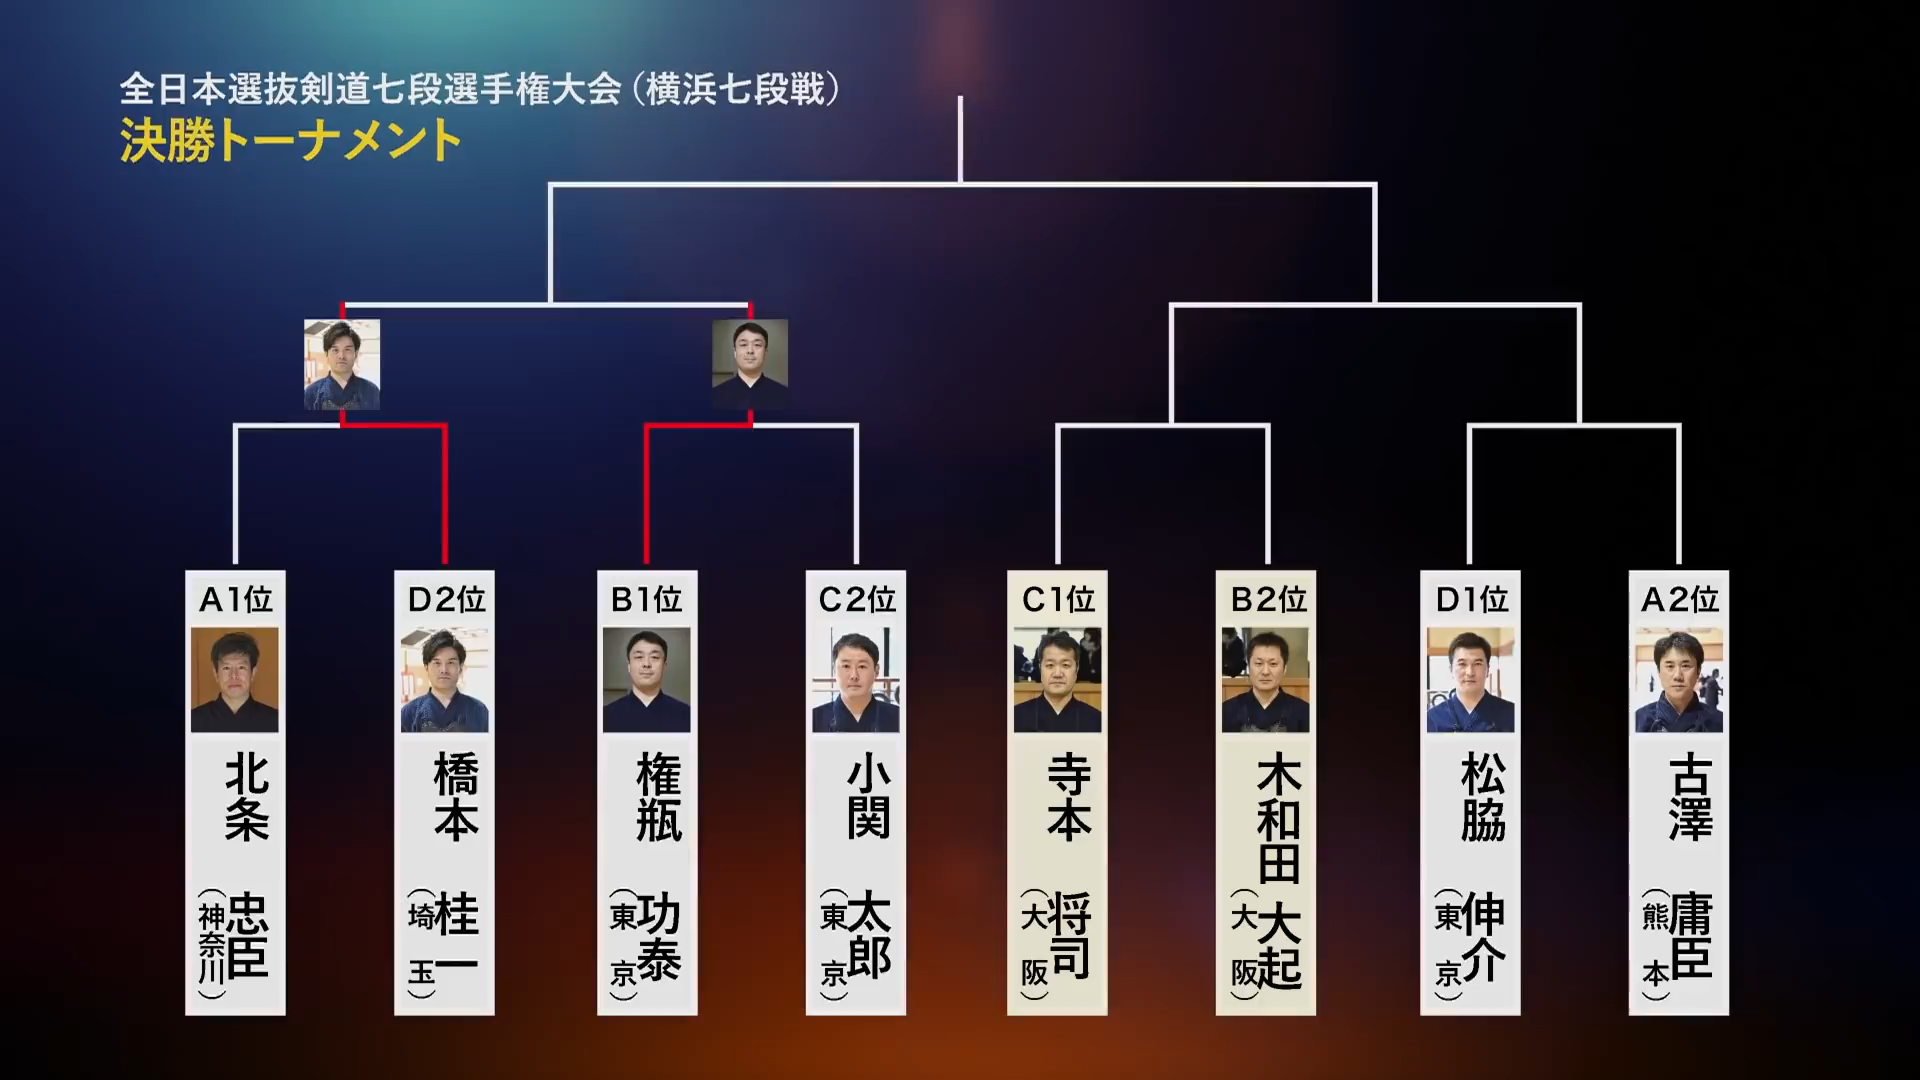 全日本選抜剣道七段選手権大会（横浜七段戦）
決勝トーナメント
A1位
北条 忠臣
（神奈川）
D2位
橋本 桂一
（埼玉）
B1位
権瓶 功泰
（東京）
C2位
小関 太郎
（東京）
C1位
寺本 将司
（大阪）
B2位
木和田 大起
（大阪）
D1位
松脇 伸介
（東京）
A2位
古澤 庸臣
（熊本）